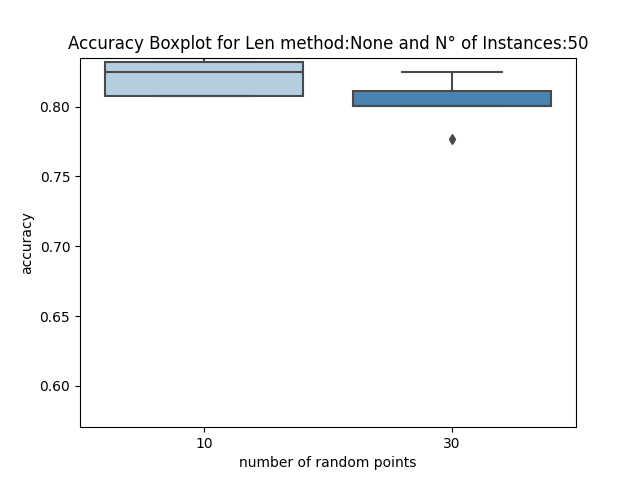 Accuracy Boxplot for Len method:None and N° of Instances:50
0.80
0.75
0.70
0.65
0.60
accuracy
10 30
number of random points